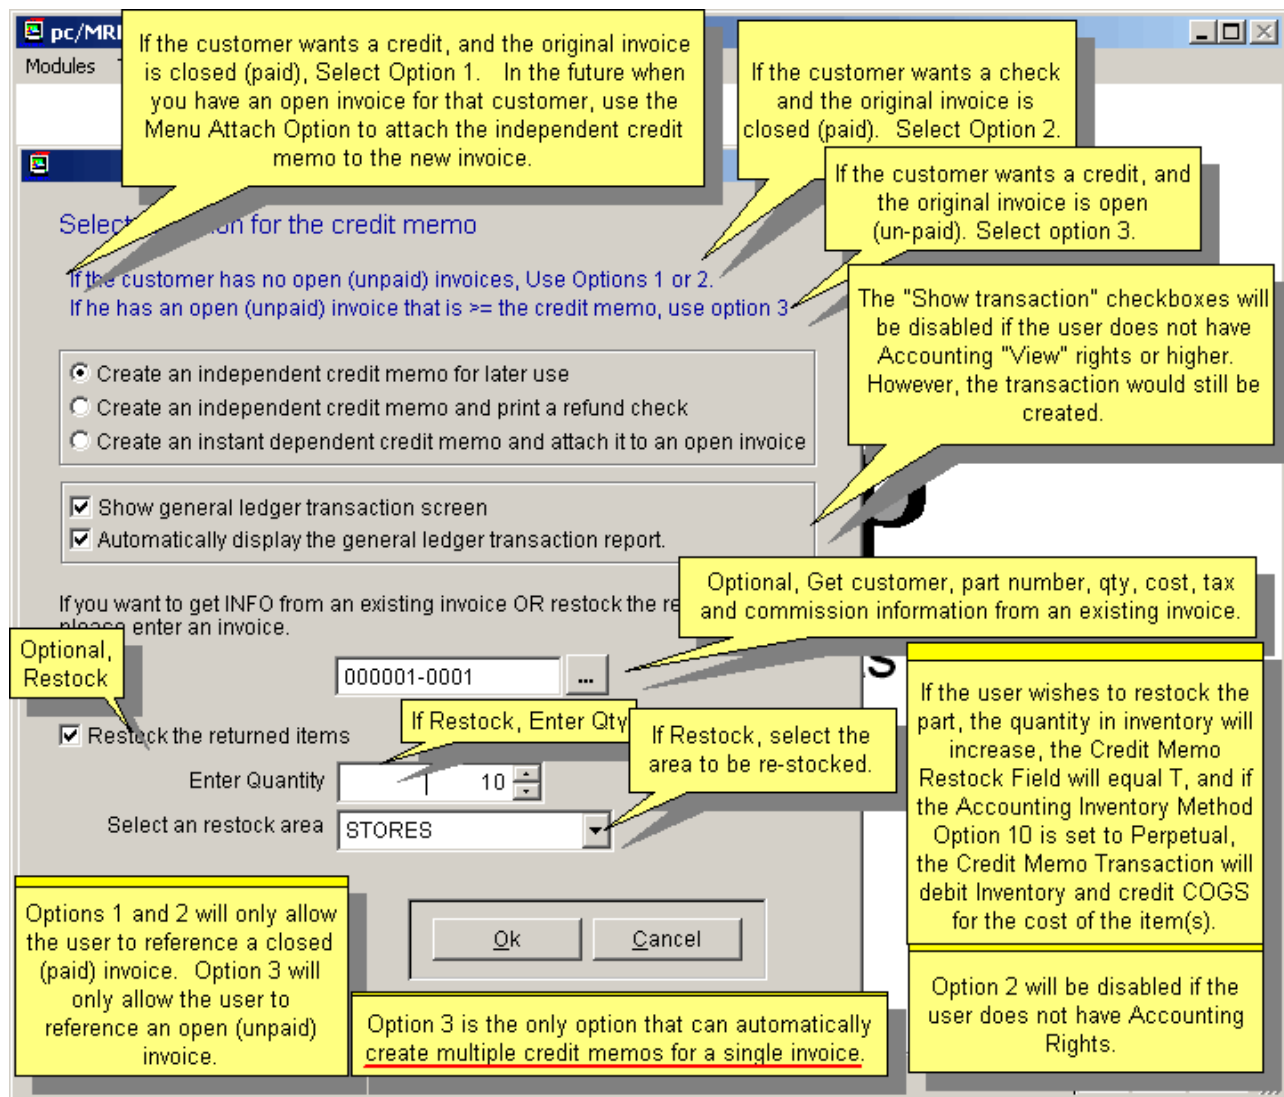 pc/MRI
Modules
If the customer wants a credit, and the original invoice
is closed (paid), Select Option 1.   In the future when
you have an open invoice for that customer, use the
Menu Attach Option to attach the independent credit
memo to the new invoice.
If the customer wants a check
and the original invoice is
closed (paid).   Select Option 2.
If the customer wants a credit, and
the original invoice is open
(un-paid). Select option 3.
The "Show transaction" checkboxes will
be disabled if the user does not have
Accounting "View" rights or higher.
However, the transaction would still be
created.
Select on for the credit memo
If the customer has no open (unpaid) invoices, Use Options 1 or 2.
If he has an open (unpaid) invoice that is >= the credit memo, use option 3
Create an independent credit memo for later use
Create an independent credit memo and print a refund check
Create an instant dependent credit memo and attach it to an open invoice
Show general ledger transaction screen
Automatically display the general ledger transaction report.
Optional, Get customer, part number, qty, cost, tax
and commission information from an existing invoice.
If you want to get INFO from an existing invoice OR restock the re
please enter an invoice.
Optional,
Restock
000001-0001
...
If Restock, Enter Qty
If Restock, select the
area to be re-stocked.
Restock the returned items
Enter Quantity
10
Select an restock area
STORES
If the user wishes to restock the
part, the quantity in inventory will
increase, the Credit Memo
Restock Field will equal T, and if
the Accounting Inventory Method
Option 10 is set to Perpetual,
the Credit Memo Transaction will
debit Inventory and credit COGS
for the cost of the item(s).
Options 1 and 2 will only allow
the user to reference a closed
(paid) invoice.   Option 3 will
only allow the user to
reference an open (unpaid)
invoice.
Ok
Cancel
Option 3 is the only option that can automatically
create multiple credit memos for a single invoice.
Option 2 will be disabled if the
user does not have Accounting
Rights.